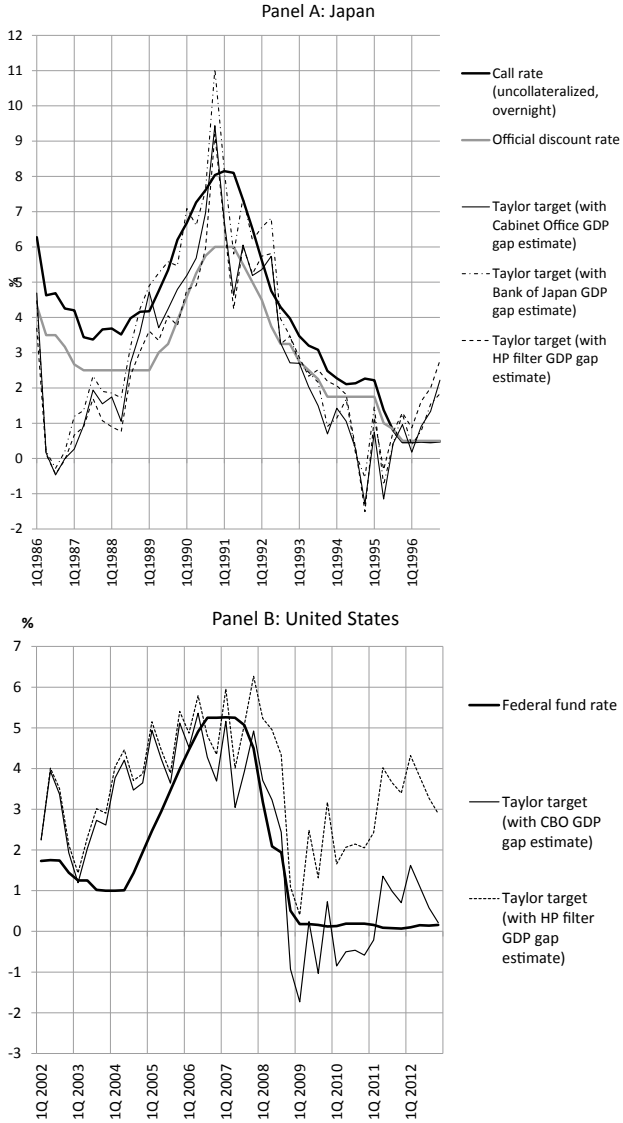 Panel A: Japan
12
11
10
9
8
7
6
%
5
4
3
2
1
0
-1
-2
1Q1986
1Q1987
1Q1988
1Q1989
1Q1990
1Q1991
1Q1992
1Q1993
1Q1994
1Q1995
1Q1996
Call rate
(uncollateralized,
overnight)
Official discount rate
Taylor target (with
Cabinet Office GDP
gap estimate)
Taylor target (with
Bank of Japan GDP
gap estimate)
Taylor target (with
HP filter GDP gap
estimate)
Panel B: United States
%
7
6
5
4
3
2
1
0
-1
-2
-3
1Q 2002
1Q 2003
1Q 2004
1Q 2005
1Q 2006
1Q 2007
1Q 2008
1Q 2009
1Q 2010
1Q 2011
1Q 2012
Federal fund rate
Taylor target
(with CBO GDP
gap estimate)
Taylor target
(with HP filter
GDP gap
estimate)